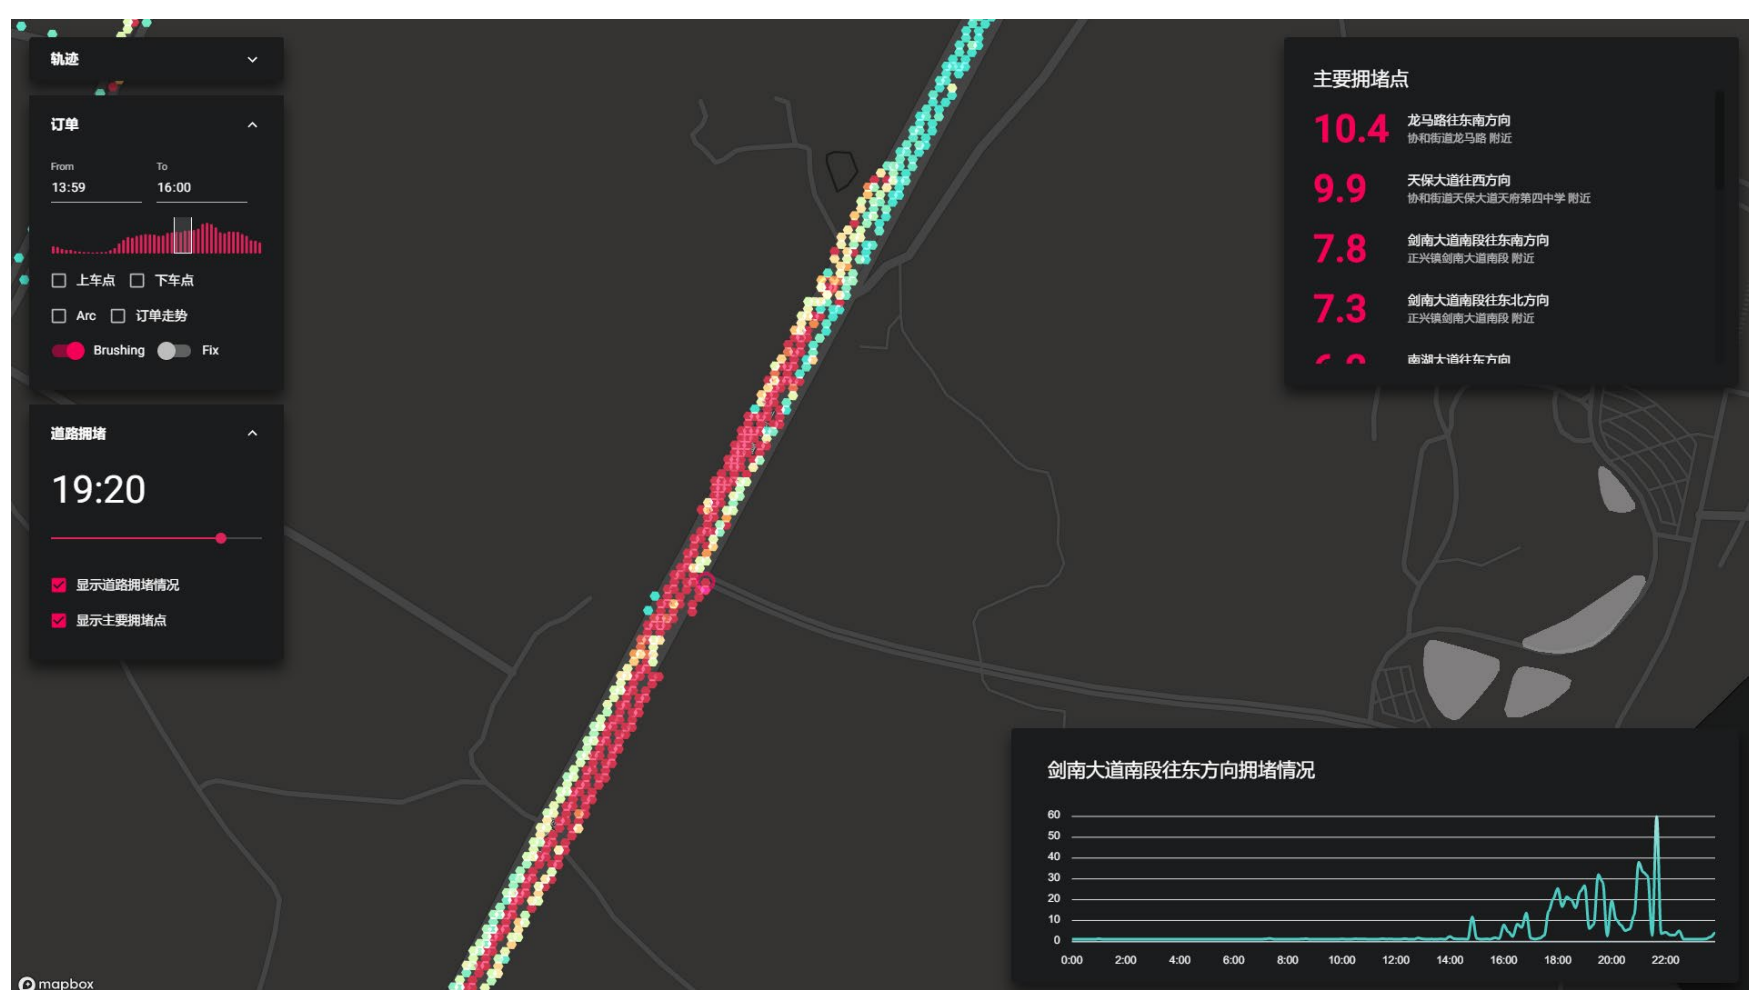 轨迹
订单
From
To
13:59
16:00
上车点
下车点
Arc
订单走势
Brushing
Fix
道路拥堵
19:20
显示道路拥堵情况
显示主要拥堵点
mapbox
主要拥堵点
10.4
龙马路往东南方向
协和街道龙马路 附近
9.9
天保大道往西方向
协和街道天保大道天府第四中学 附近
7.8
剑南大道南段往东南方向
正兴镇剑南大道南段 附近
7.3
剑南大道南段往东北方向
正兴镇剑南大道南段 附近
南湖大道往东方向
剑南大道南段往东方向拥堵情况
60
50
40
30
20
10
0
0:00 2:00 4:00 6:00 8:00 10:00 12:00 14:00 16:00 18:00 20:00 22:00